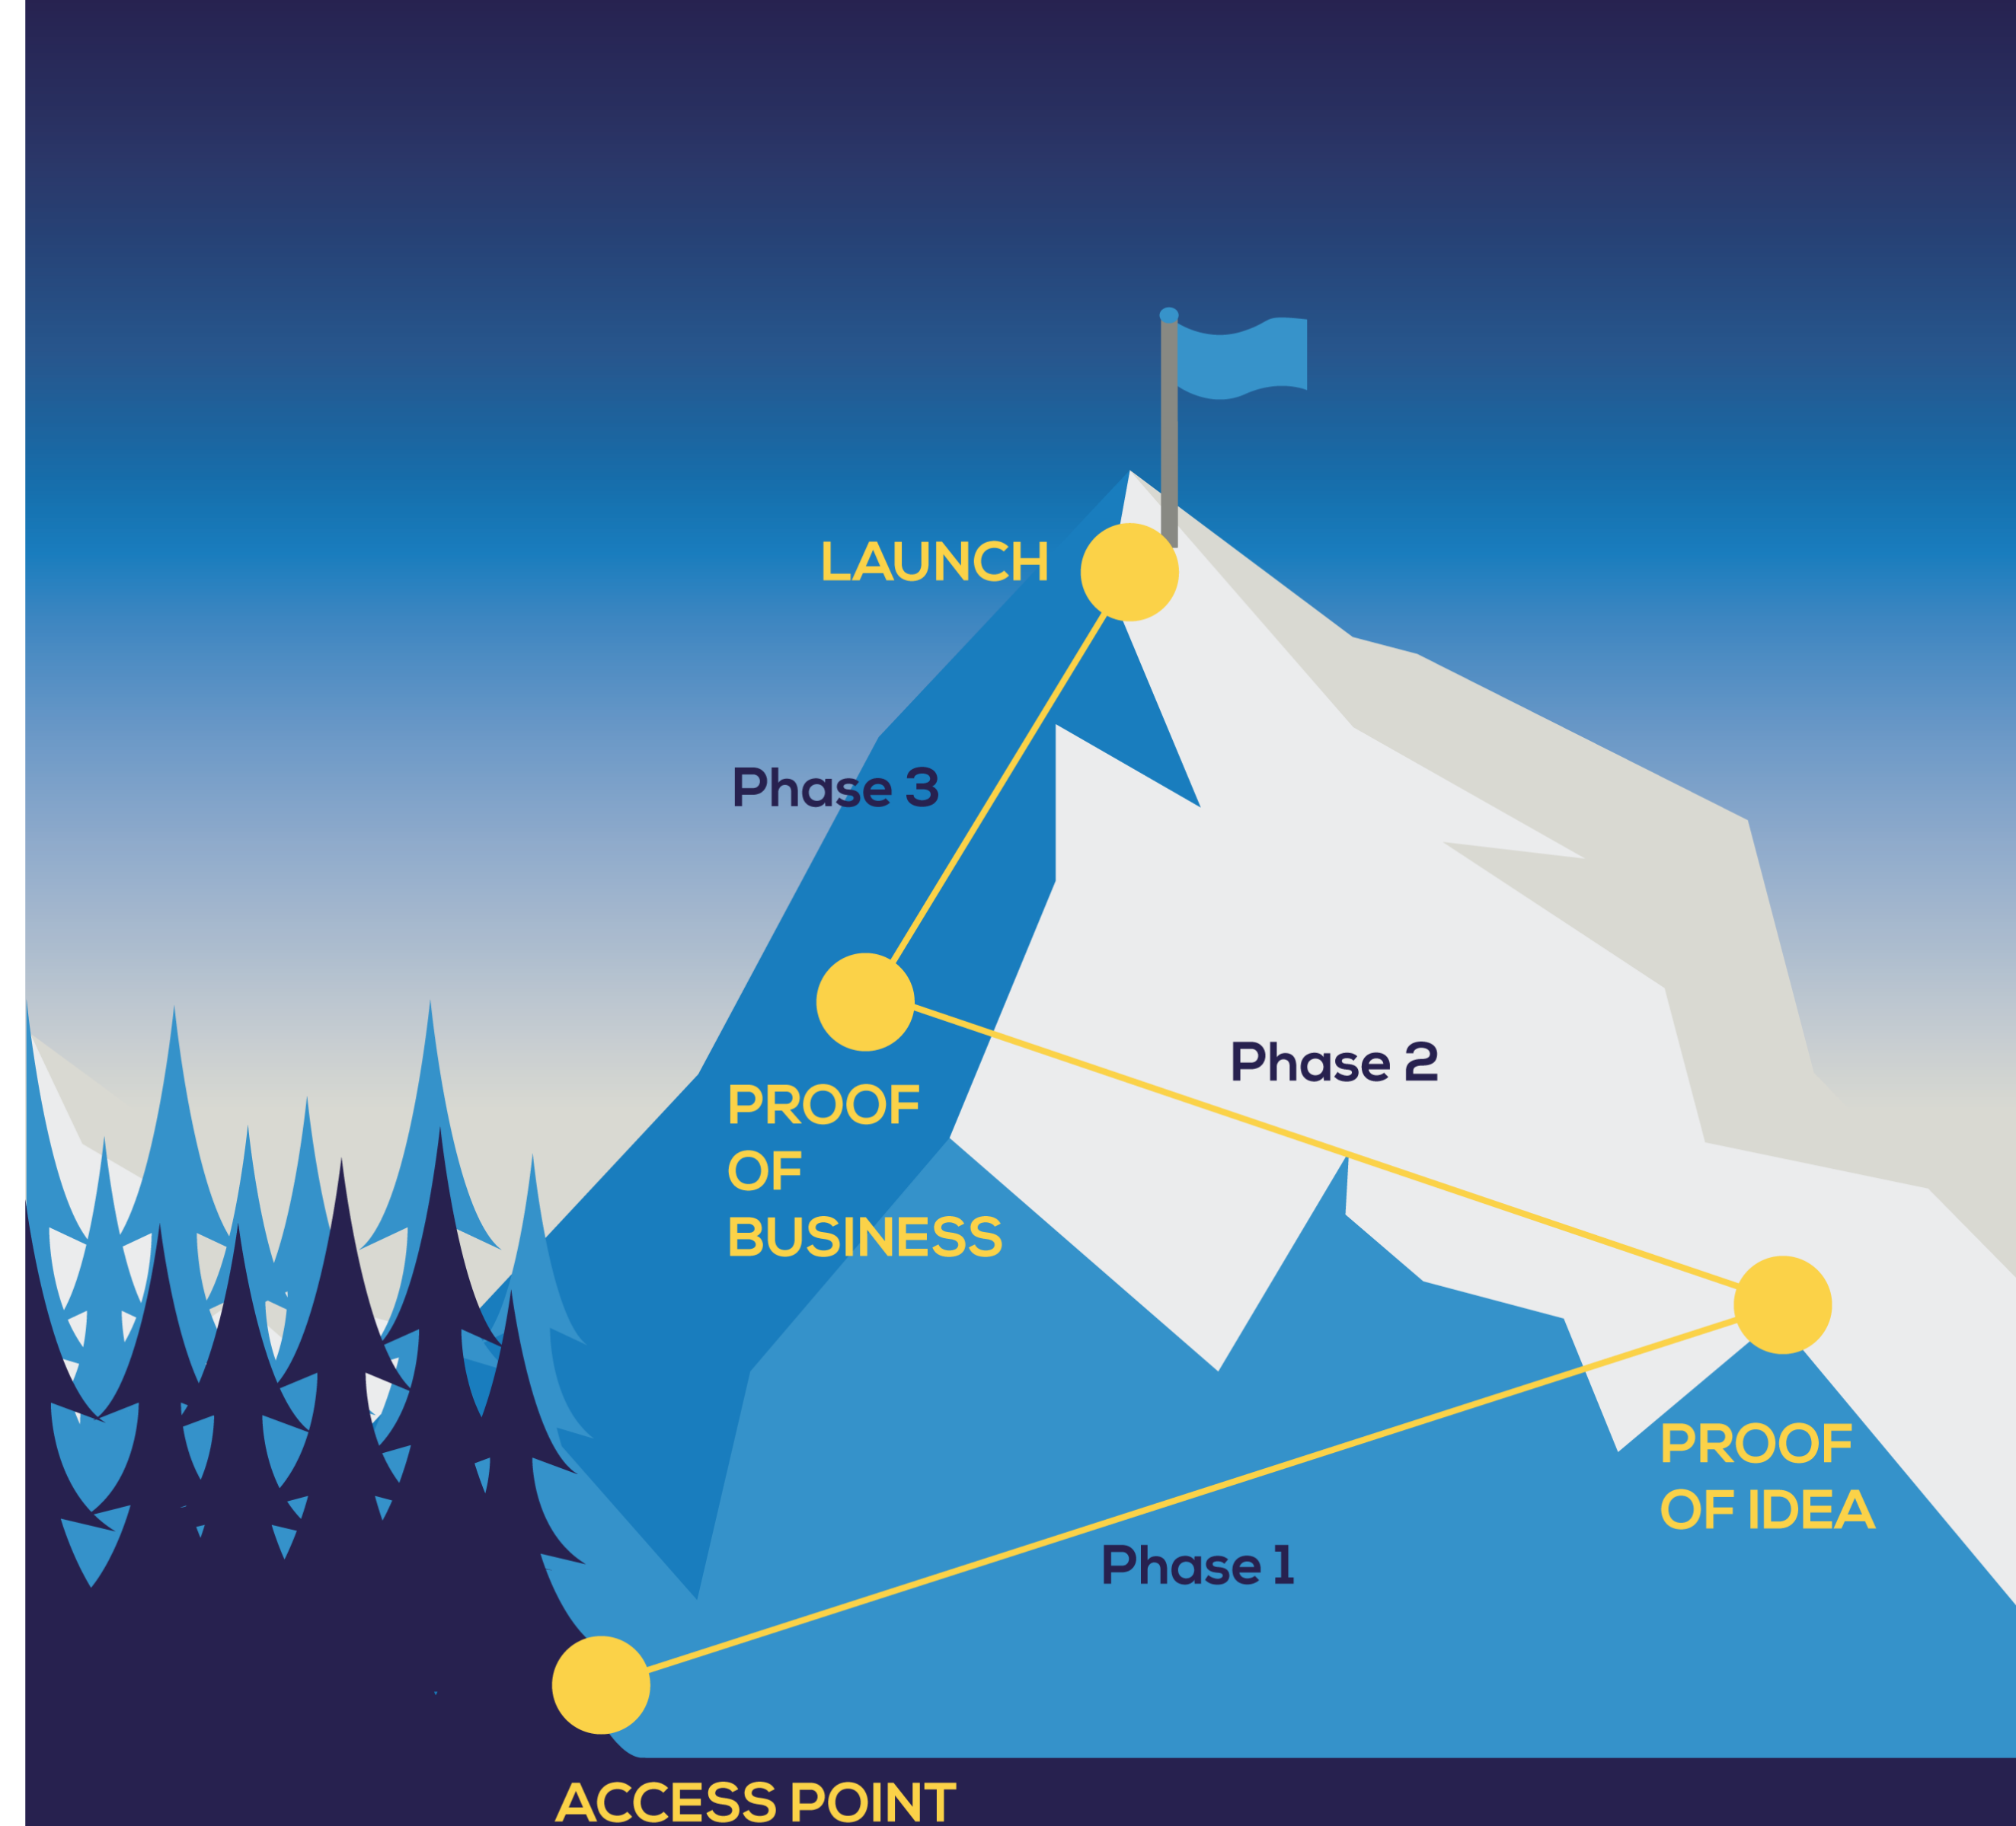 LAUNCH
Phase 3
Phase 2
PROOF
OF
BUSINESS
PROOF
OF IDEA
Phase 1
ACCESS POINT